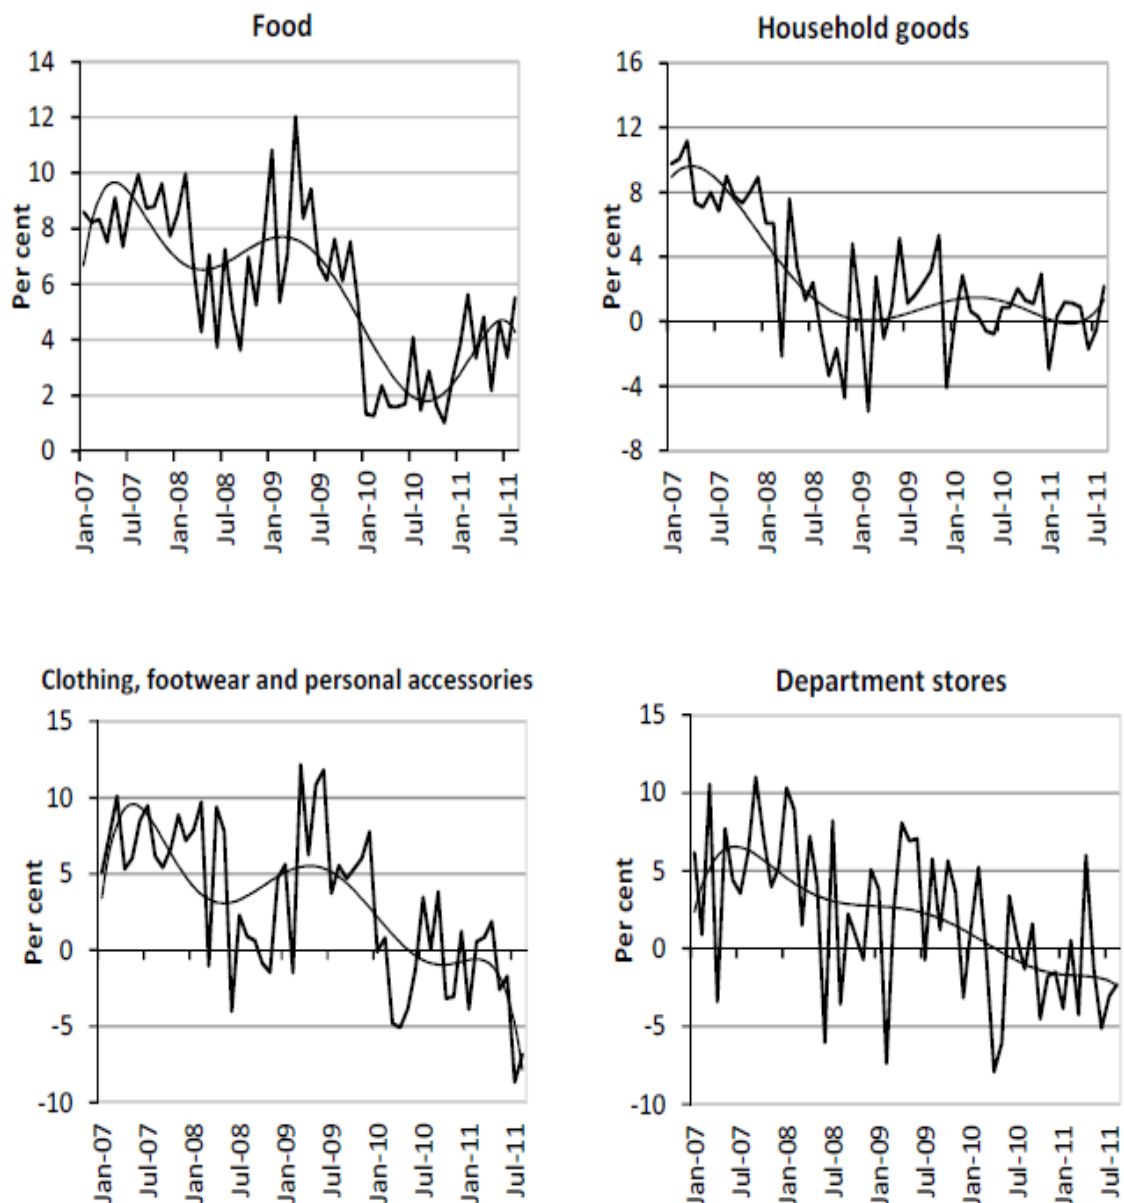 Food
14
12
10
8
6
4
2
0
Per cent
Jan-07
Jul-07
Jan-08
Jul-08
Jan-09
Jul-09
Jan-10
Jul-10
Jan-11
Jul-11
Household goods
16
12
8
4
0
-4
-8
Per cent
Jan-07
Jul-07
Jan-08
Jul-08
Jan-09
Jul-09
Jan-10
Jul-10
Jan-11
Jul-11
Clothing, footwear and personal accessories
15
10
5
0
-5
-10
Per cent
Jan-07
Jul-07
Jan-08
Jul-08
Jan-09
Jul-09
Jan-10
Jul-10
Jan-11
Jul-11
Department stores
15
10
5
0
-5
-10
Per cent
Jan-07
Jul-07
Jan-08
Jul-08
Jan-09
Jul-09
Jan-10
Jul-10
Jan-11
Jul-11